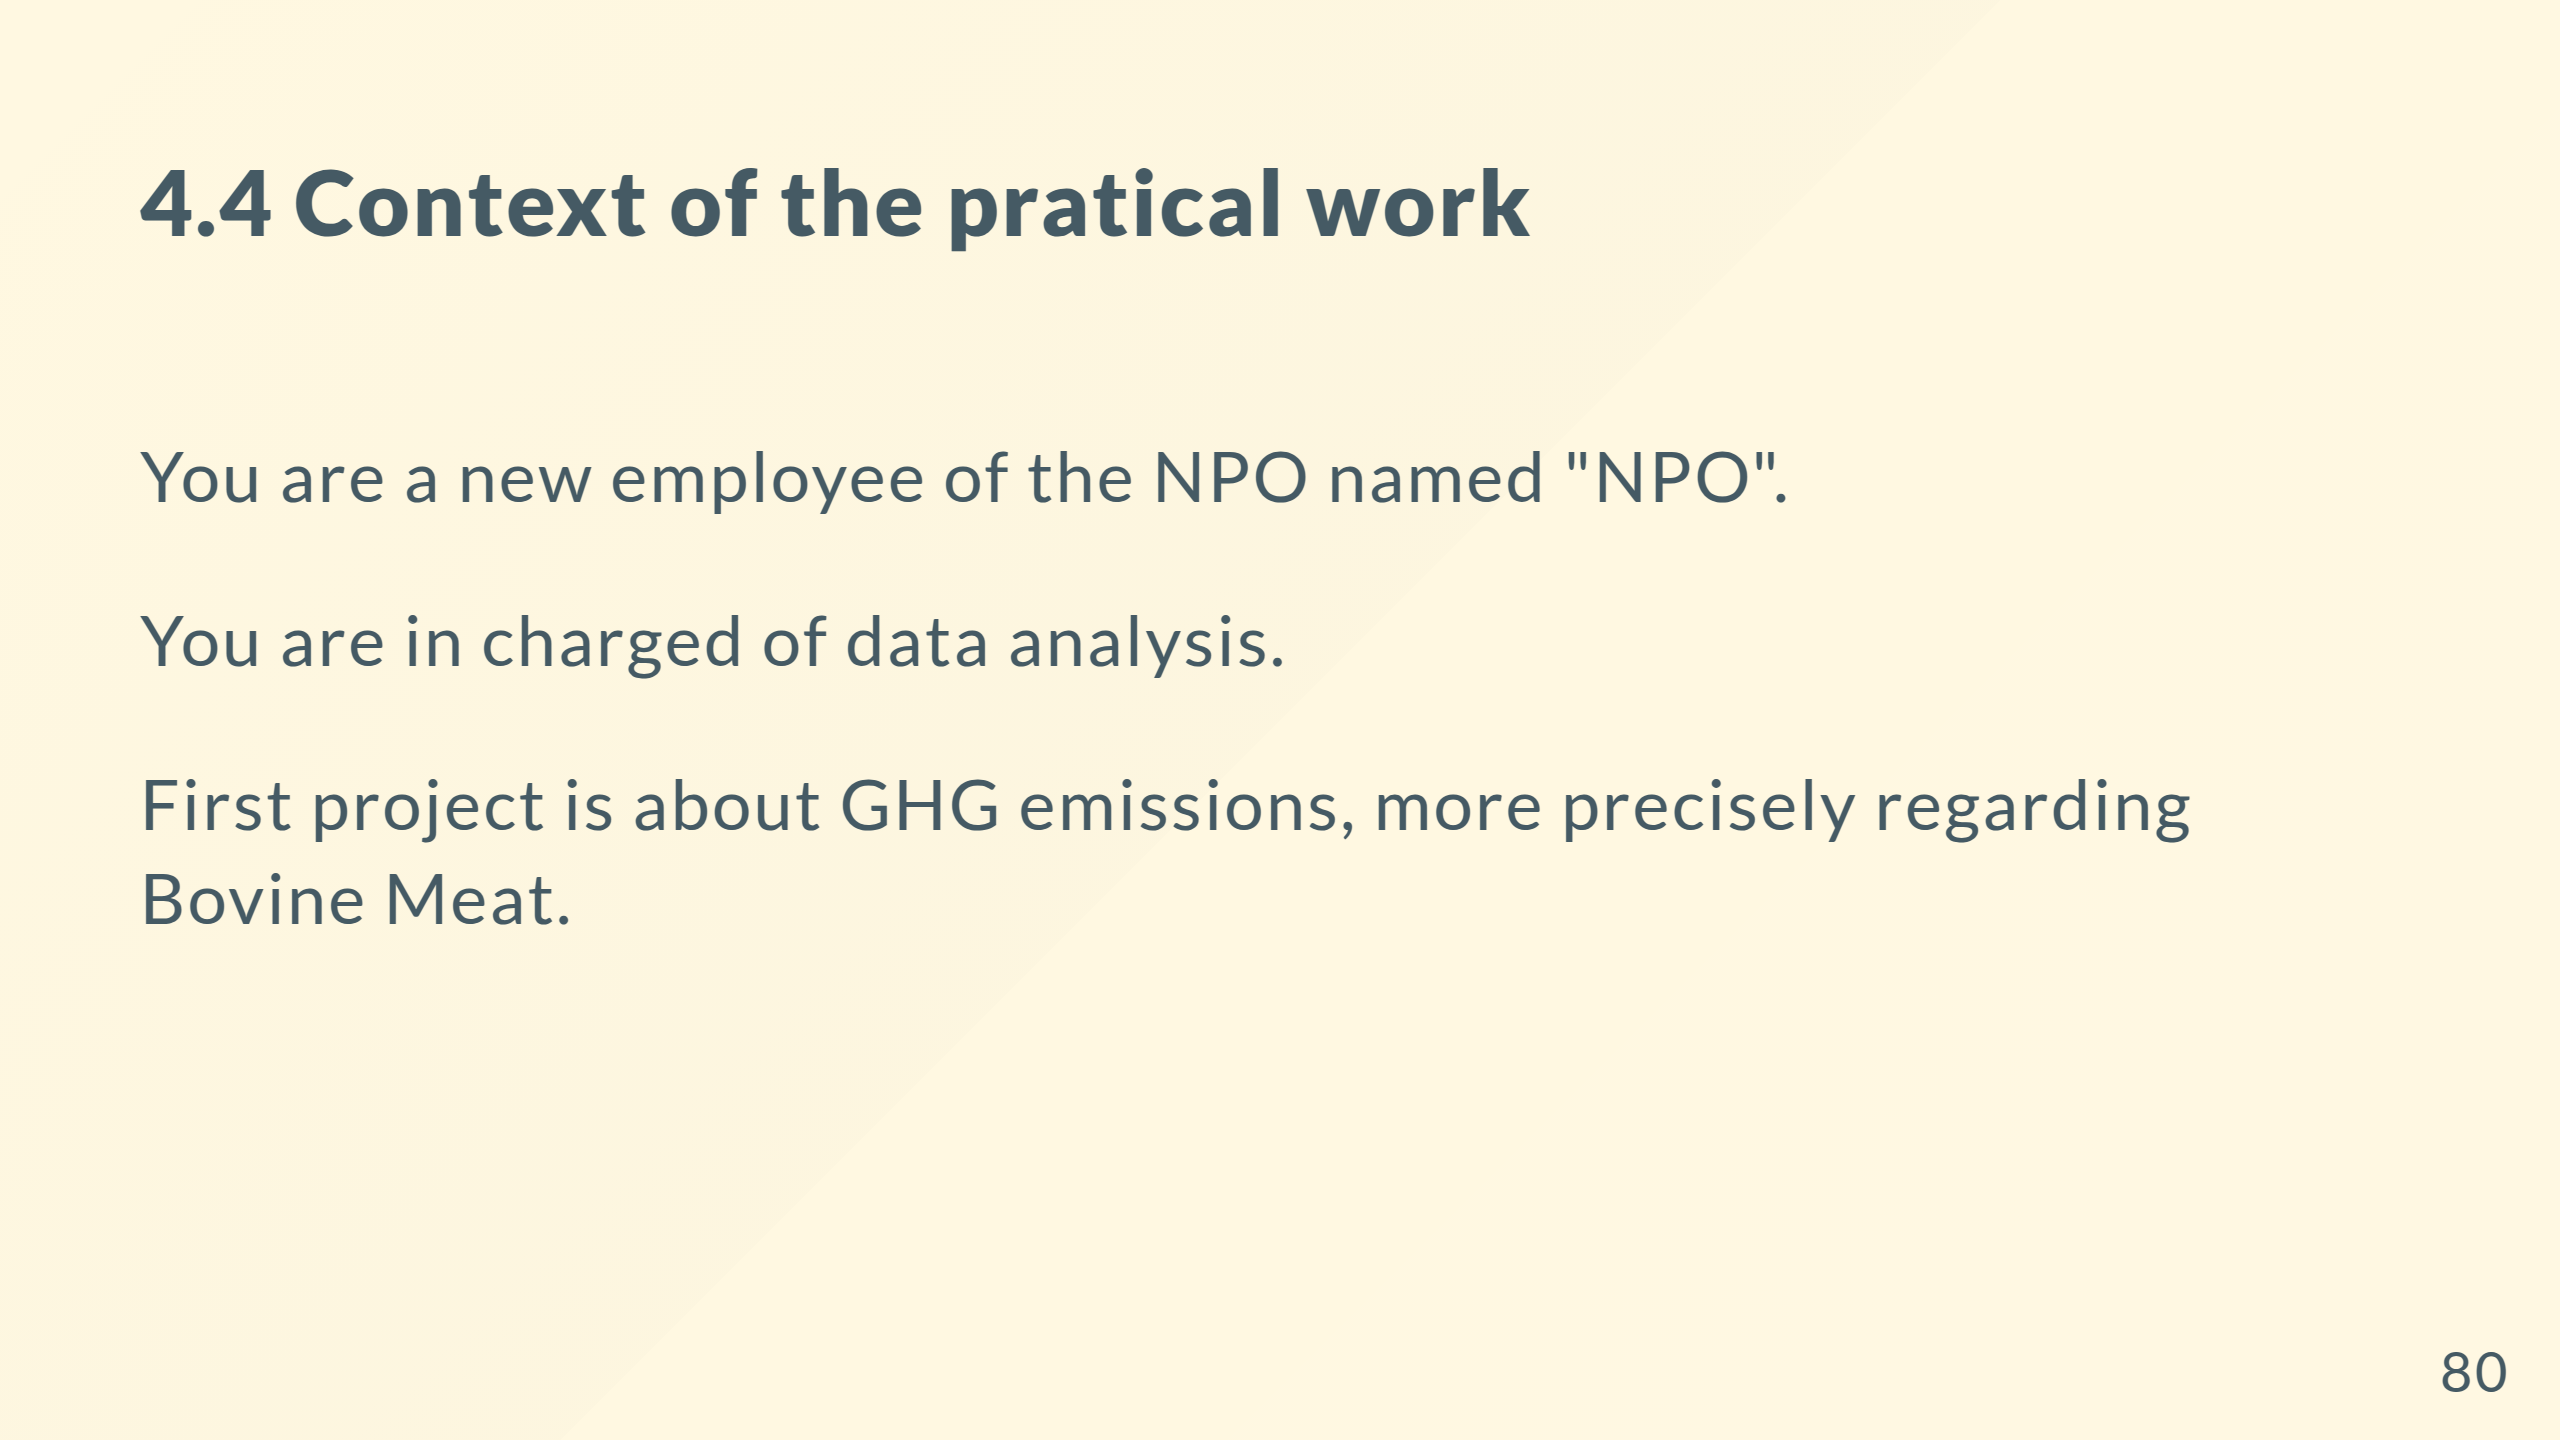 4.4 Context of the pratical work
You are a new employee of the NPO named "NPO".
You are in charged of data analysis.
First project is about GHG emissions, more precisely regarding
Bovine Meat.
80